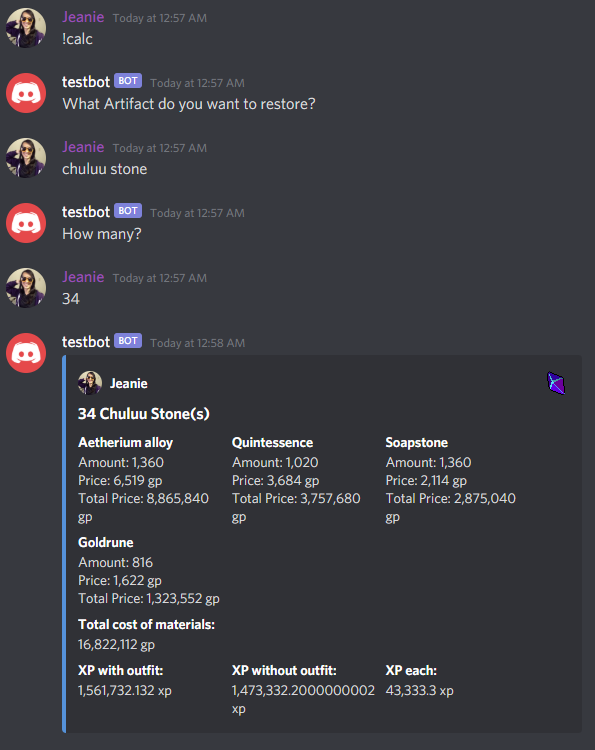 Jeanie Today at 12:57 AM
!calc
testbot BOT Today at 12:57 AM
What Artifact do you want to restore?
Jeanie Today at 12:57 AM
chuluu stone
testbot BOT Today at 12:57 AM
How many?
Jeanie Today at 12:57 AM
34
testbot BOT Today at 12:58 AM
Jeanie
34 Chuluu Stone(s)
Aetherium alloy Quintessence Soapstone
Amount: 1,360 Amount: 1,020 Amount: 1,360
Price: 6,519 gp Price: 3,684 gp Price: 2,114 gp
Total Price: 8,865,840 Total Price: 3,757,680 Total Price: 2,875,040
gp gp gp
Goldrune
Amount: 816
Price: 1,622 gp
Total Price: 1,323,552 gp
Total cost of materials:
16,822,112 gp
XP with outfit: XP without outfit: XP each:
1,561,732.132 xp 1,473,332.2000000002 43,333.3 xp
xp